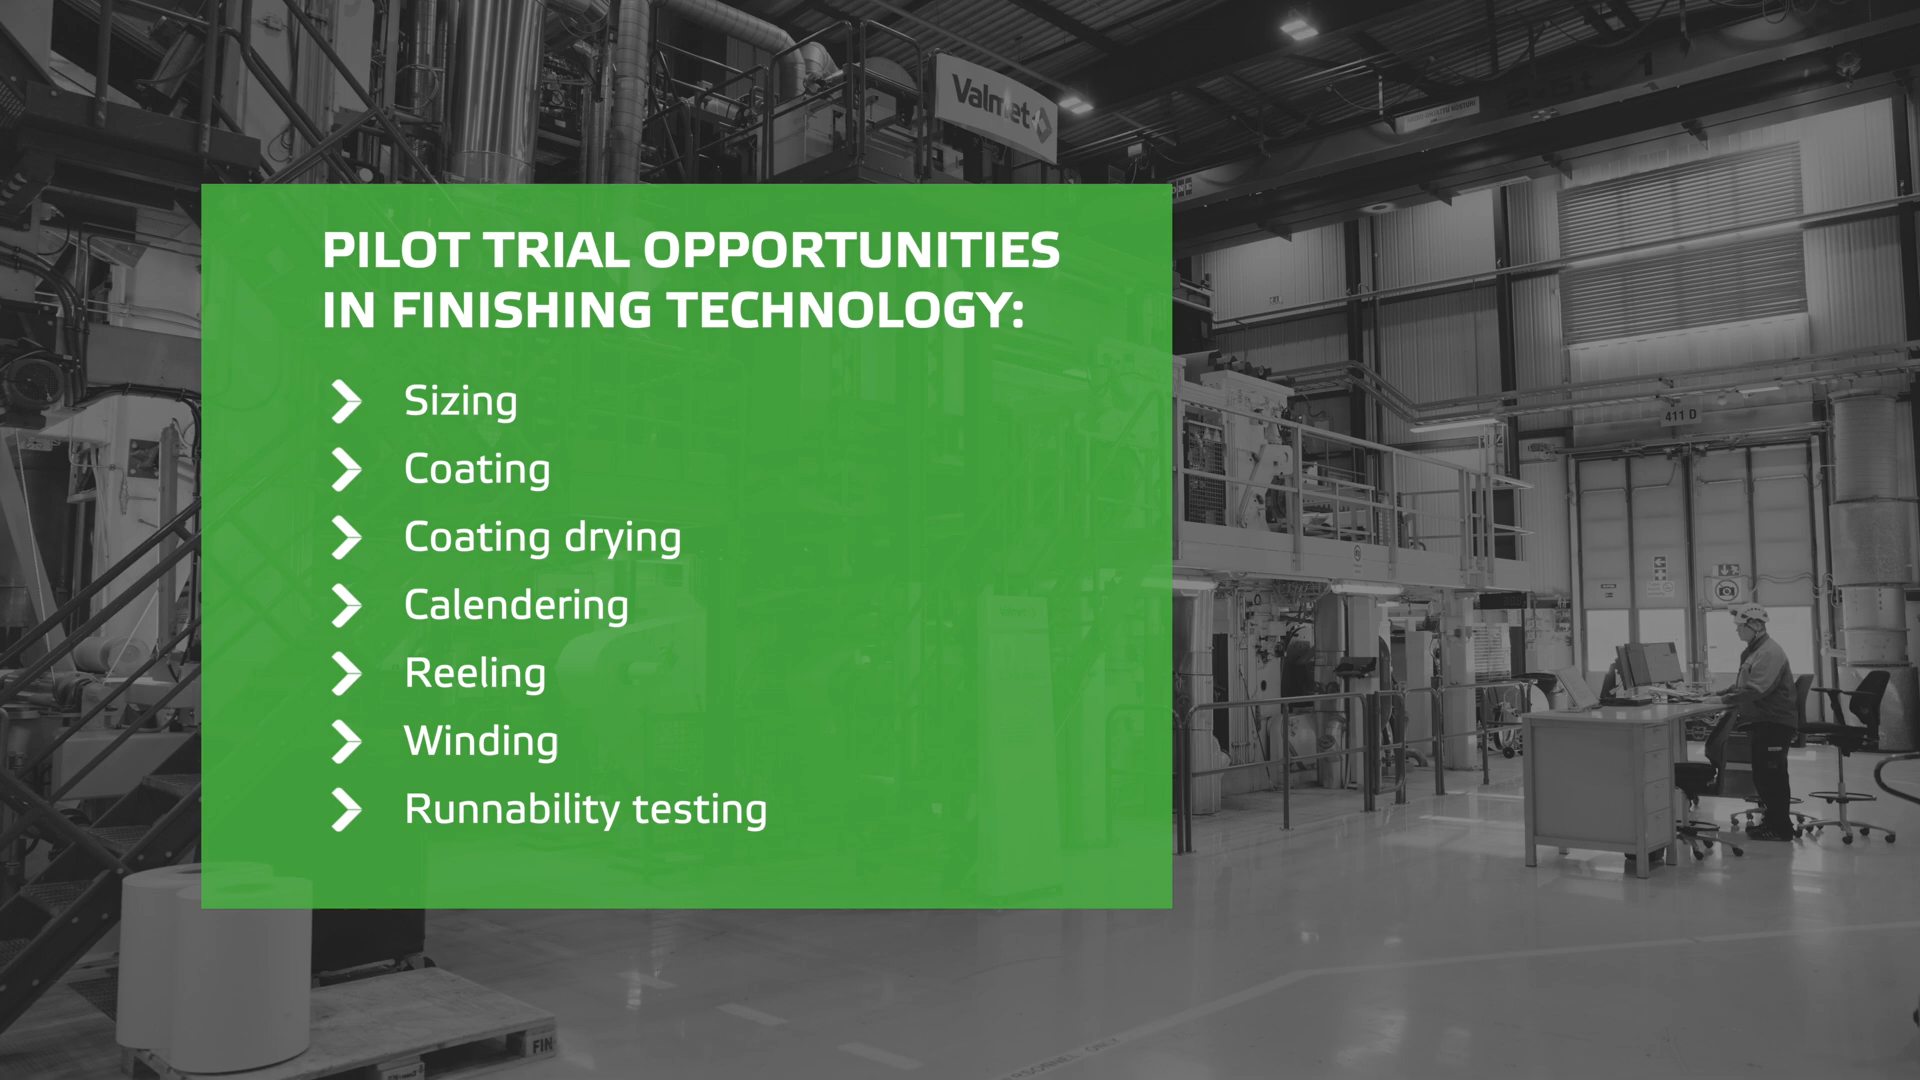 Valmet
PILOT TRIAL OPPORTUNITIES
IN FINISHING TECHNOLOGY:
Sizing
Coating
Coating drying
Calendering
Reeling
Winding
Runnability testing
411 D
FIN